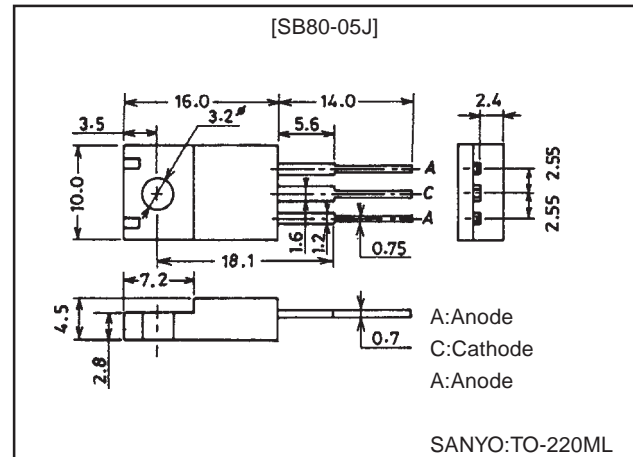 [SB80-05J]
16.0
14.0
2.4
3.5
3.2ø
5.6
10.0
A
C
A
2.55
2.55
1.6
1.2
0.75
18.1
7.2
4.5
2.8
0.7
A:Anode
C:Cathode
A:Anode
SANYO:TO-220ML